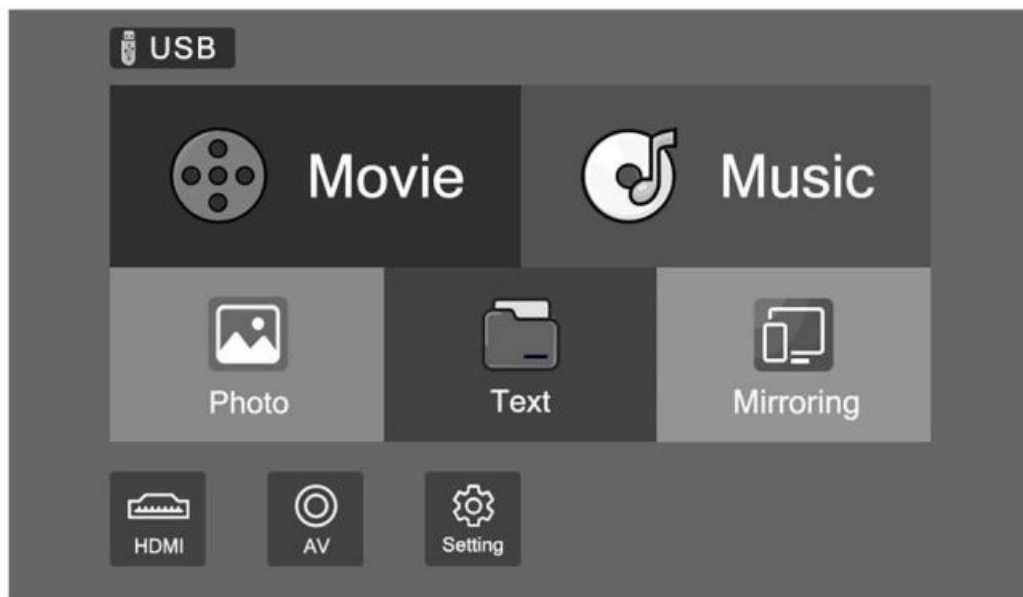 USB
Movie
Music
Photo
Text
Mirroring
HDMI
AV
Setting